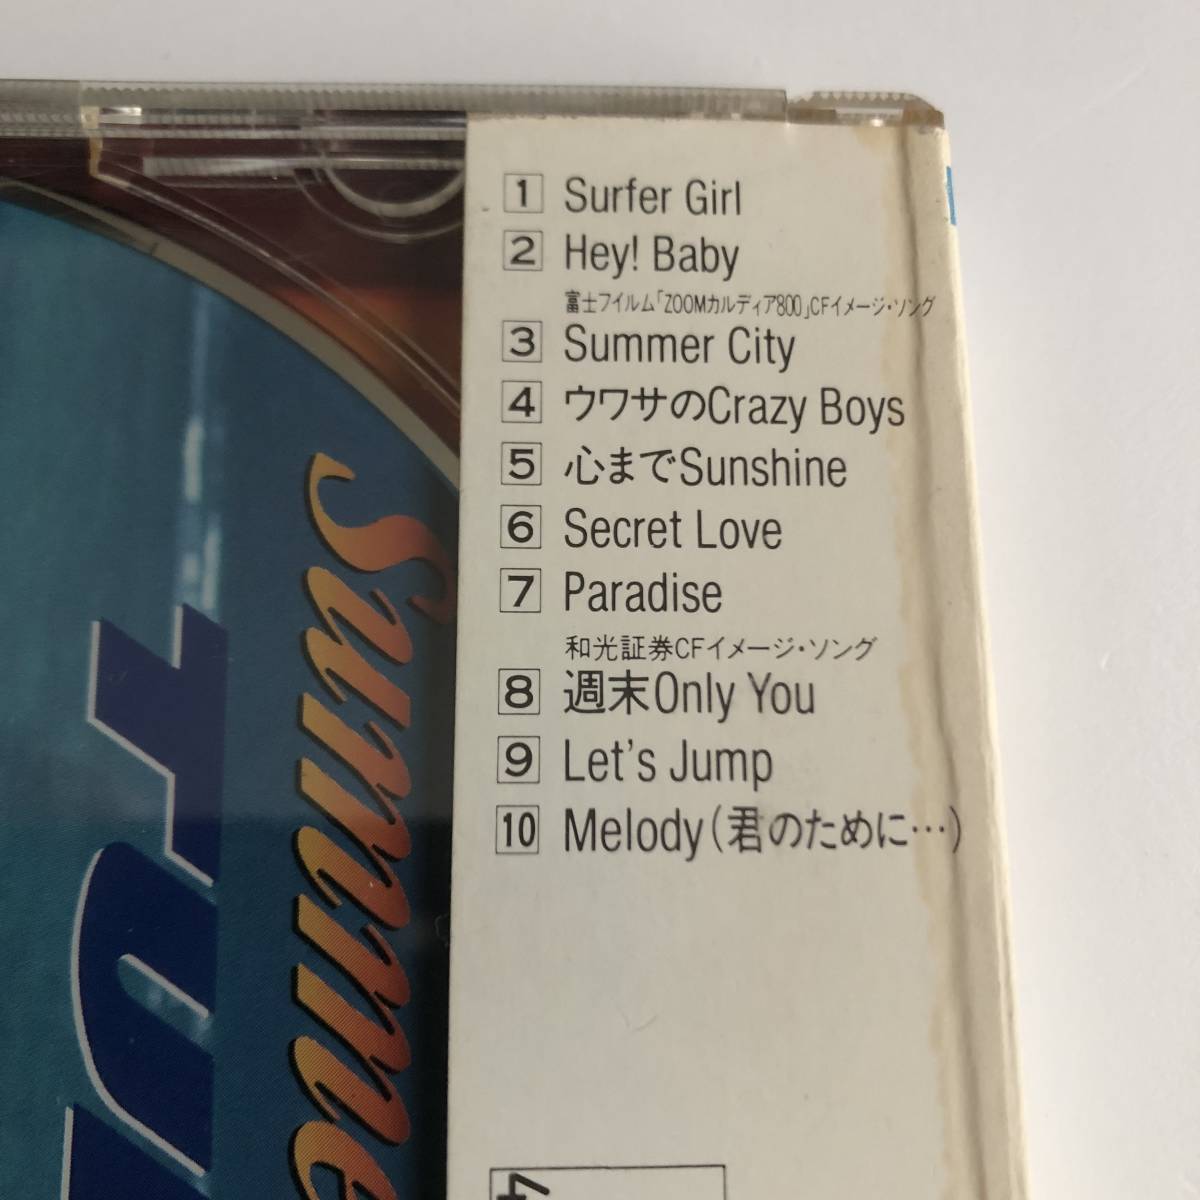 1 Surfer Girl
2 Hey! Baby
富士フイルム「ZOOMカルディア800」CFイメージ・ソング
3 Summer City
4 ウワサのCrazy Boys
5 心までSunshine
6 Secret Love
7 Paradise
和光証券CFイメージ・ソング
8 週末Only You
9 Let's Jump
10 Melody(君のために…)
Summe
TU